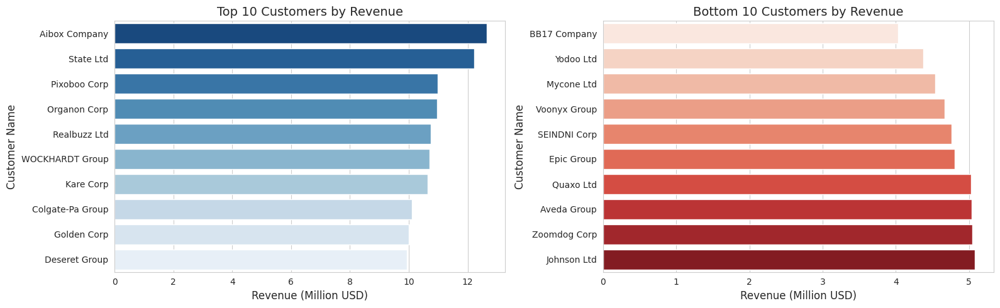 Top 10 Customers by Revenue
Customer Name
Aibox Company
State Ltd
Pixoboo Corp
Organon Corp
Realbuzz Ltd
WOCKHARDT Group
Kare Corp
Colgate-Pa Group
Golden Corp
Deseret Group
0 2 4 6 8 10 12
Revenue (Million USD)
Bottom 10 Customers by Revenue
Customer Name
BB17 Company
Yodoo Ltd
Mycone Ltd
Voonyx Group
SEINDNI Corp
Epic Group
Quaxo Ltd
Aveda Group
Zoomdog Corp
Johnson Ltd
0 1 2 3 4 5
Revenue (Million USD)